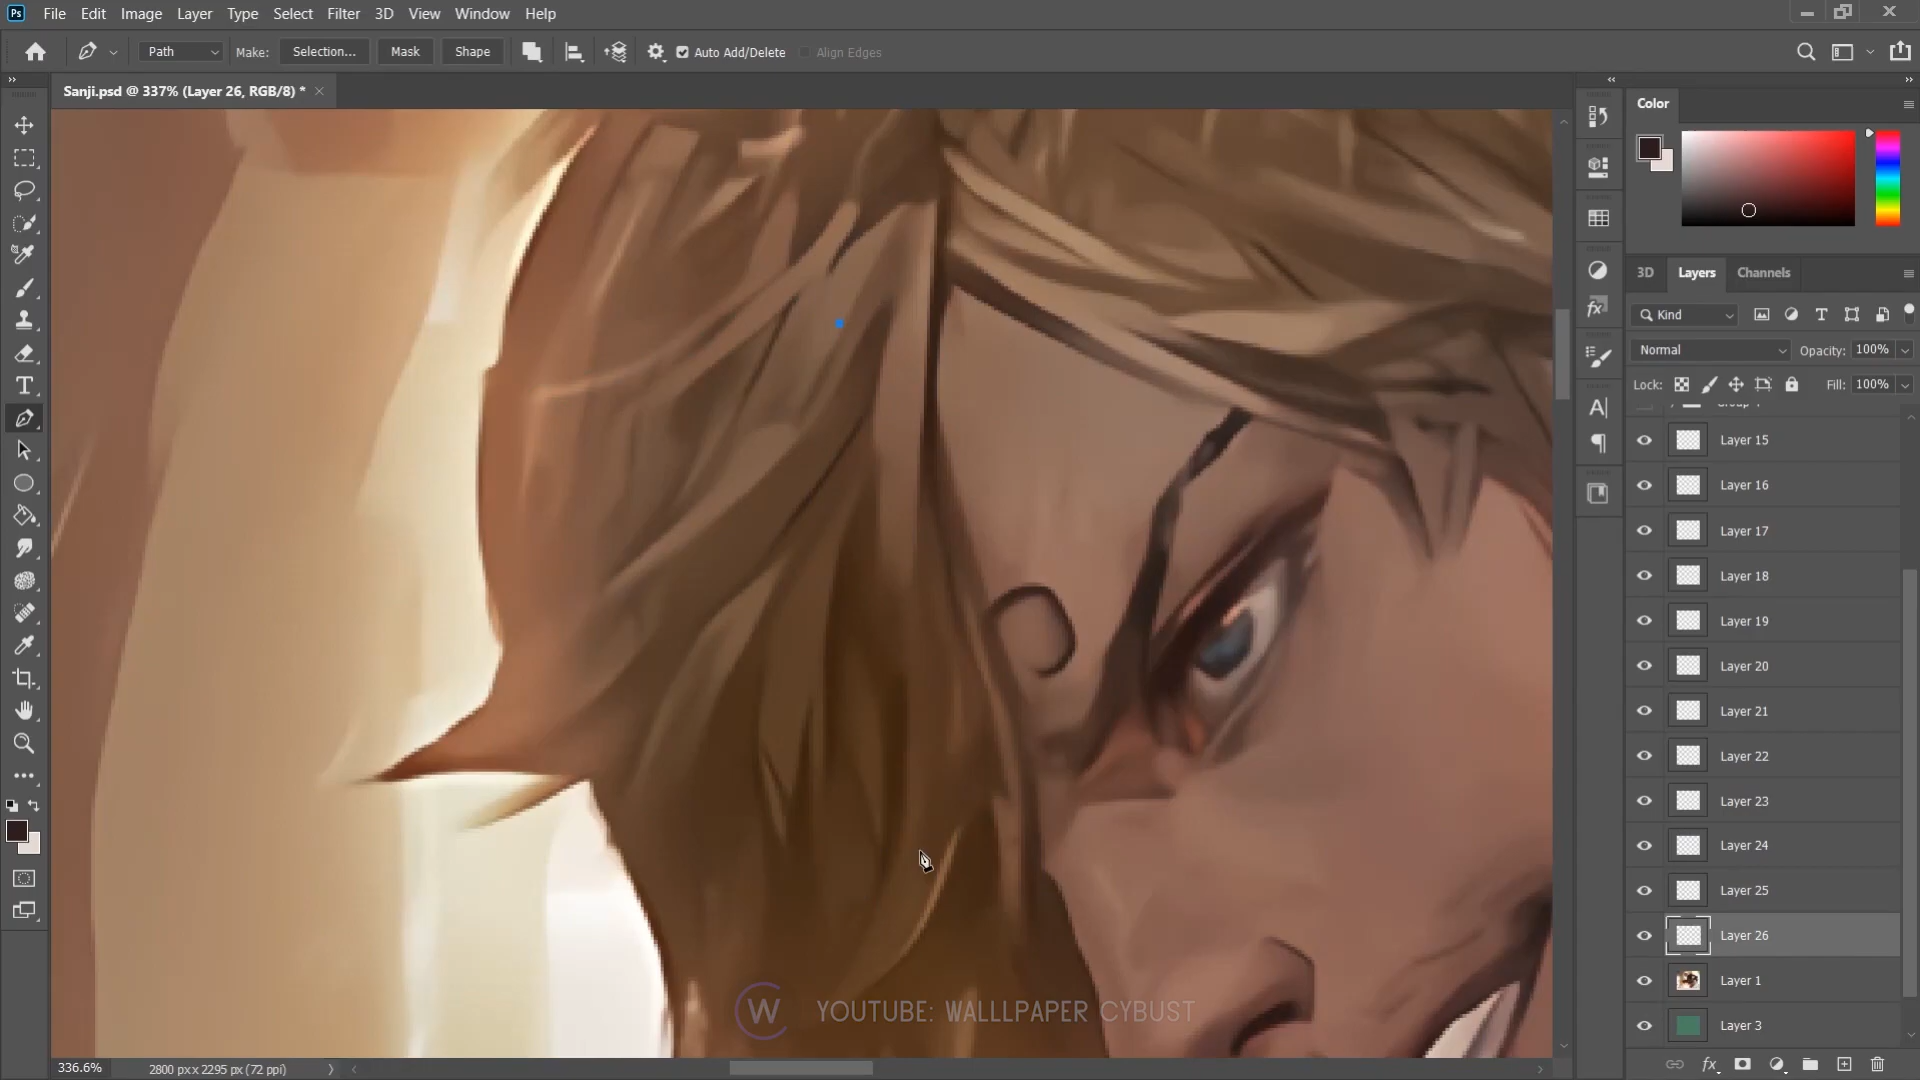 Ps File Edit Image Layer Type Select Filter 3D View Window Help
Path Make: Selection... Mask Shape Auto Add/Delete Align Edges
Sanji.psd @ 337% (Layer 26, RGB/8) *
Color
3D Layers Channels
Kind
Normal Opacity: 100%
Lock: Fill: 100%
Layer 15
Layer 16
Layer 17
Layer 18
Layer 19
Layer 20
Layer 21
Layer 22
Layer 23
Layer 24
Layer 25
Layer 26
Layer 1
Layer 3
W YOUTUBE: WALLLPAPER CYBUST
336.6% 2800 px x 2295 px (72 ppi)